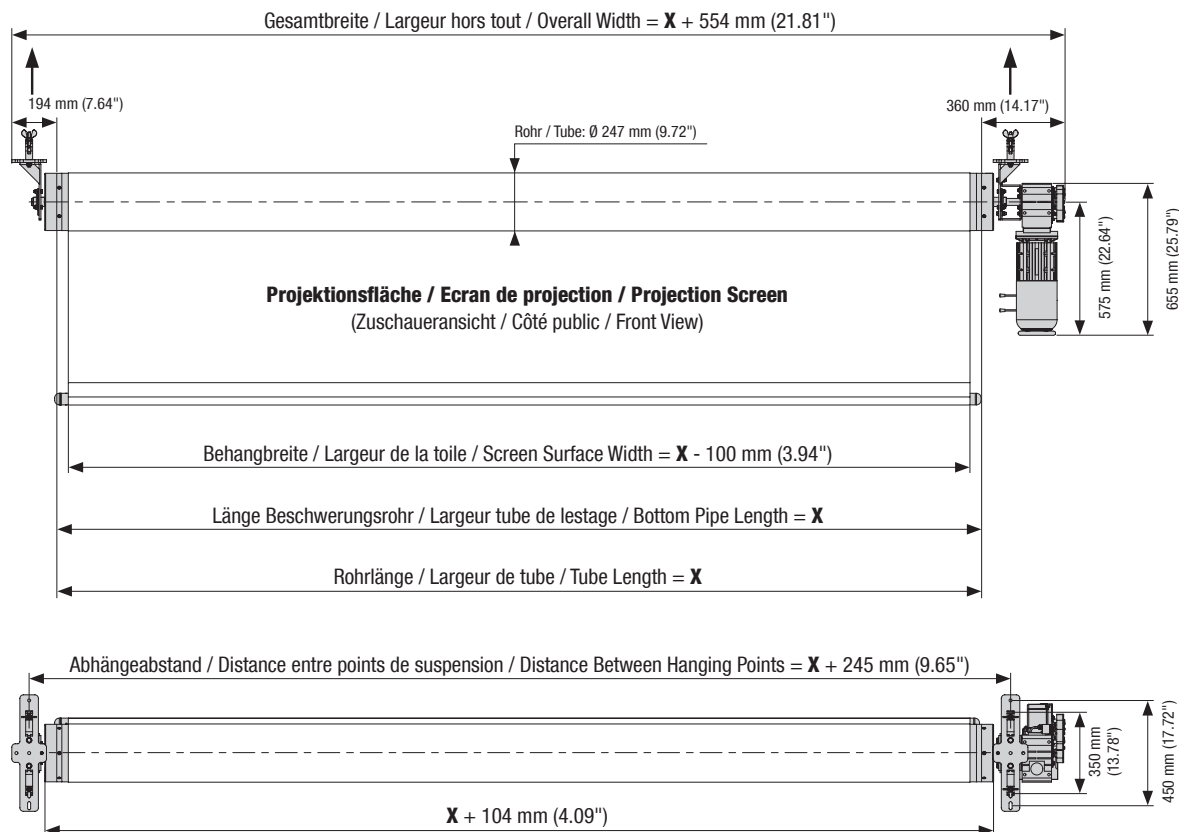 Gesamtbreite / Largeur hors tout / Overall Width = X + 554 mm (21.81")
194 mm (7.64")
360 mm (14.17")
Rohr / Tube: Ø 247 mm (9.72")
575 mm (22.64")
655 mm (25.79")
Projektionsfläche / Ecran de projection / Projection Screen
(Zuschaueransicht / Côté public / Front View)
Behangbreite / Largeur de la toile / Screen Surface Width = X - 100 mm (3.94")
Länge Beschwerungsrohr / Largeur tube de lestage / Bottom Pipe Length = X
Rohrlänge / Largeur de tube / Tube Length = X
Abhängeabstand / Distance entre points de suspension / Distance Between Hanging Points = X + 245 mm (9.65")
350 mm
(13.78")
450 mm (17.72")
X + 104 mm (4.09")